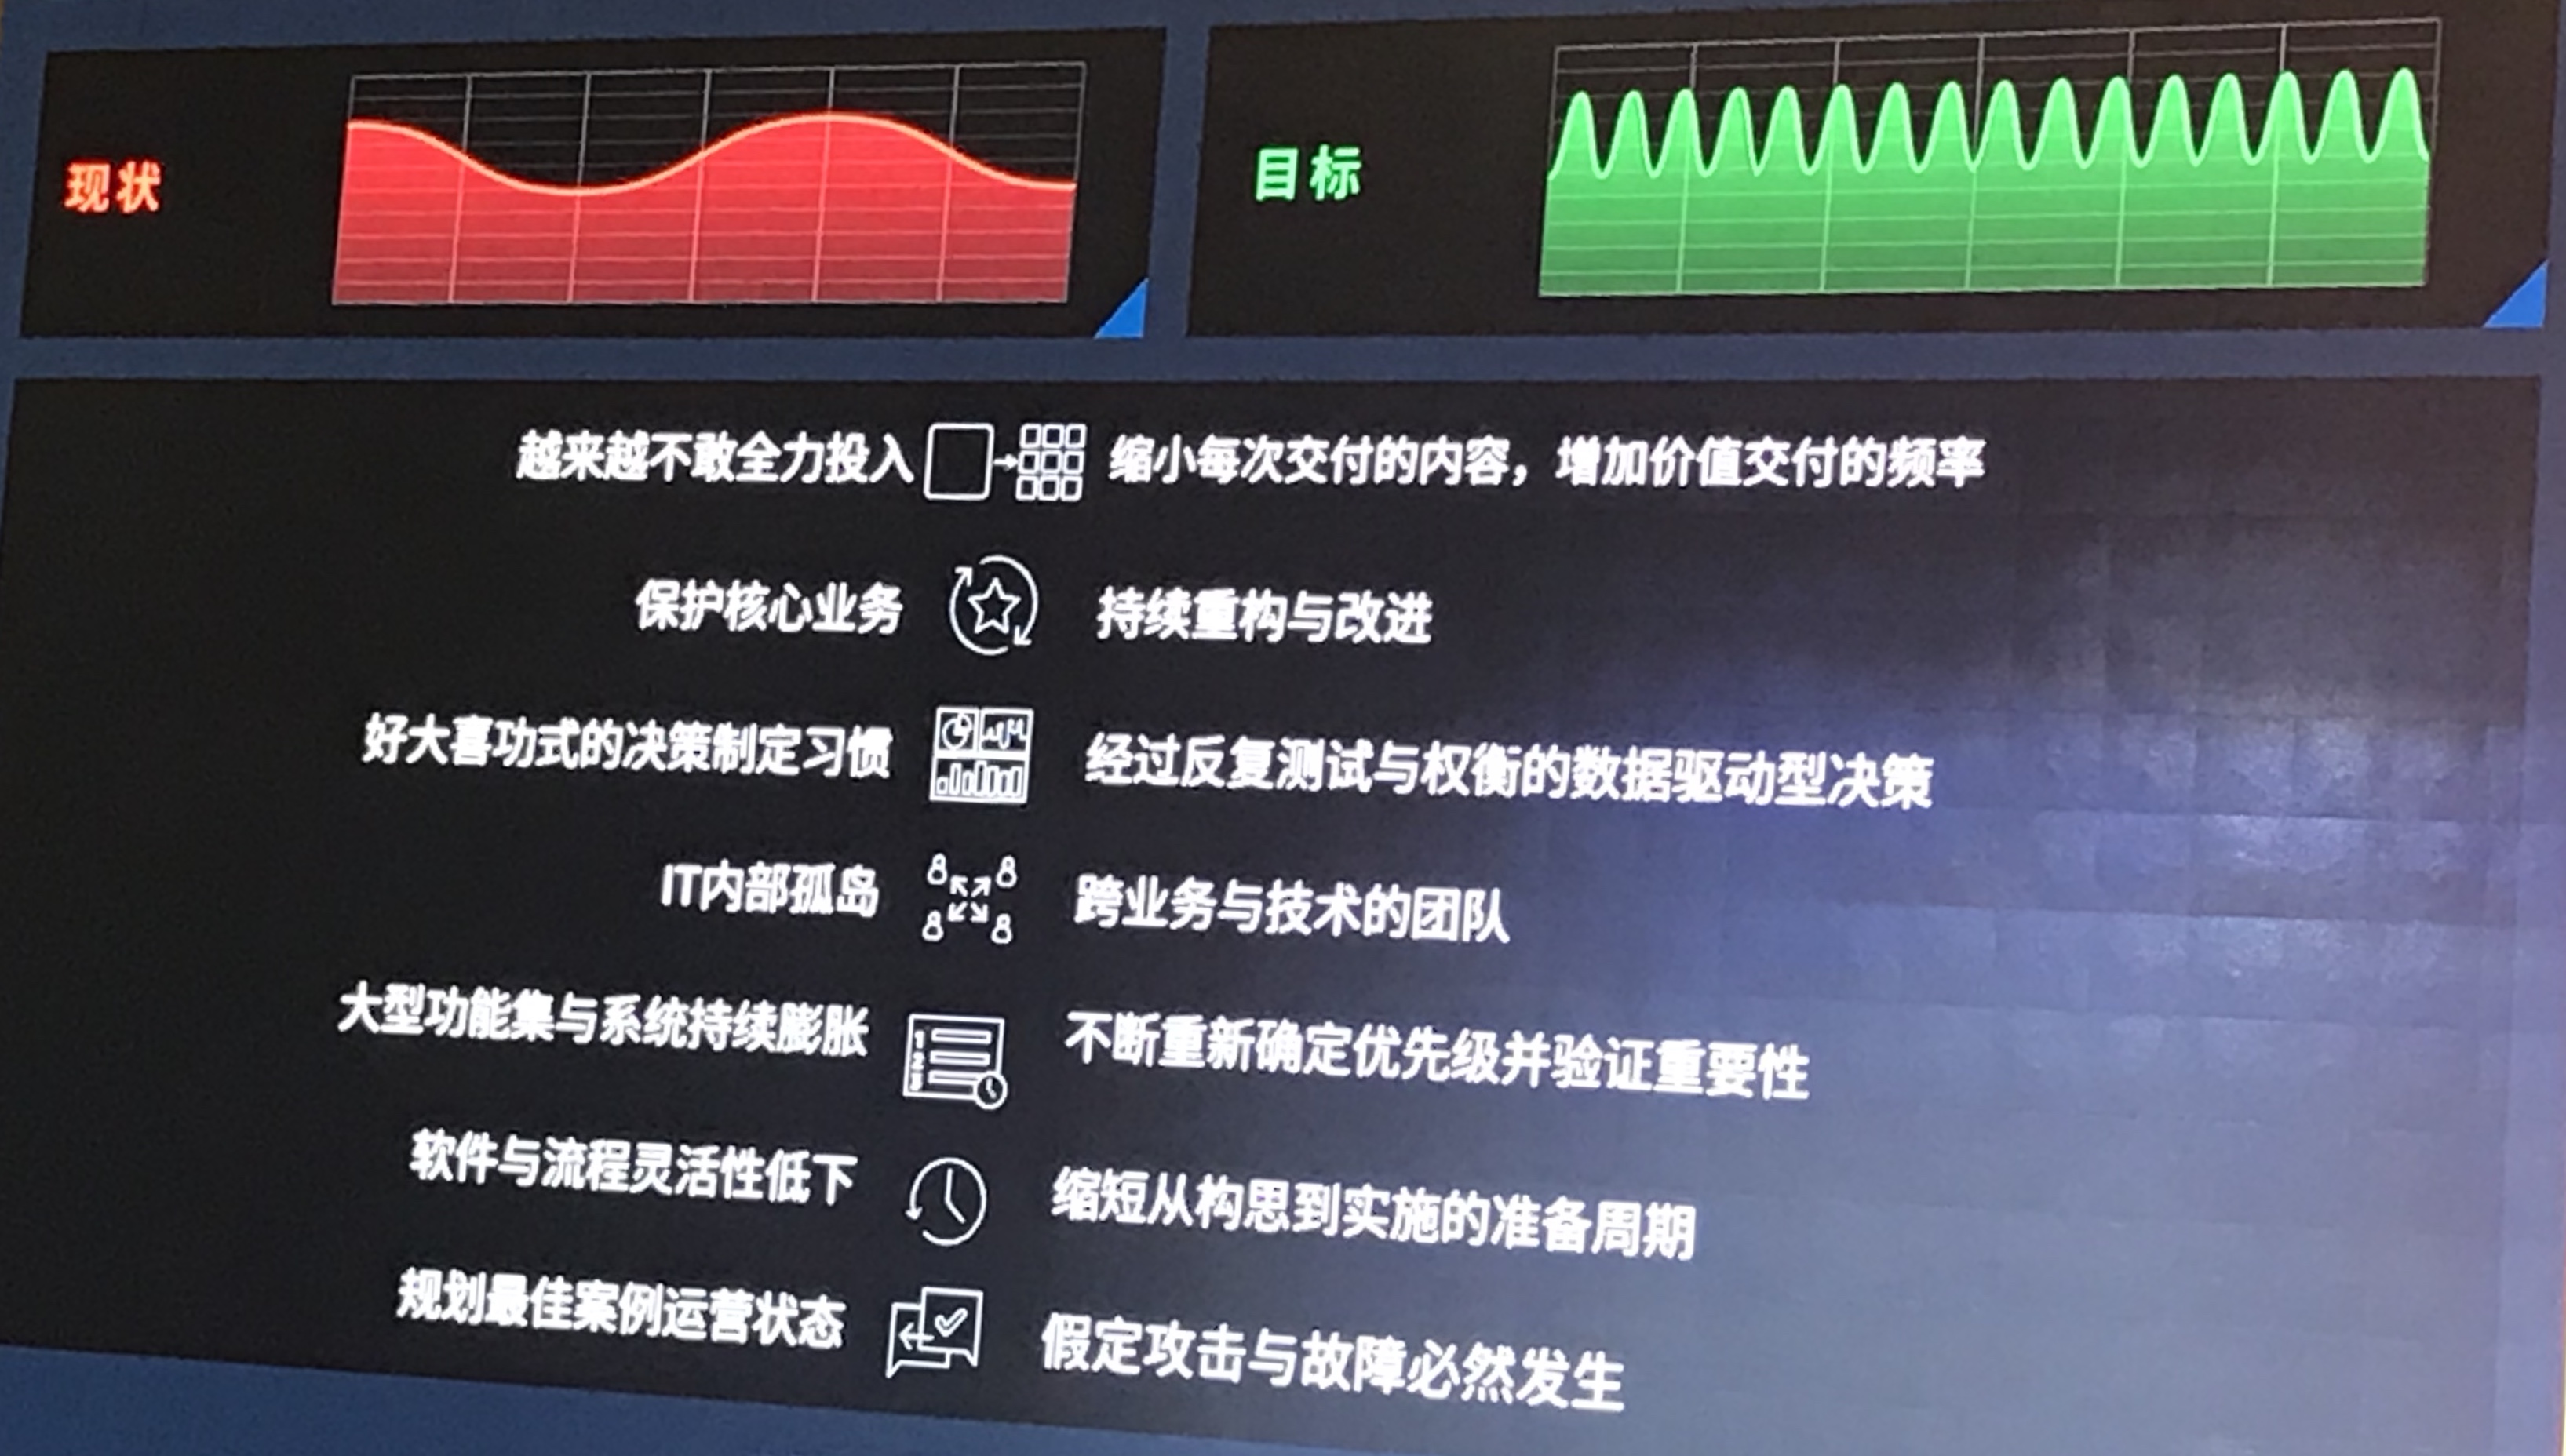 现状
目标
越来越不敢全力投入 缩小每次交付的内容，增加价值交付的频率
保护核心业务 持续重构与改进
好大喜功式的决策制定习惯 经过反复测试与权衡的数据驱动型决策
IT内部孤岛 跨业务与技术的团队
大型功能集与系统持续膨胀 不断重新确定优先级并验证重要性
1
2
3
软件与流程灵活性低下 缩短从构思到实施的准备周期
规划最佳案例运营状态 假定攻击与故障必然发生